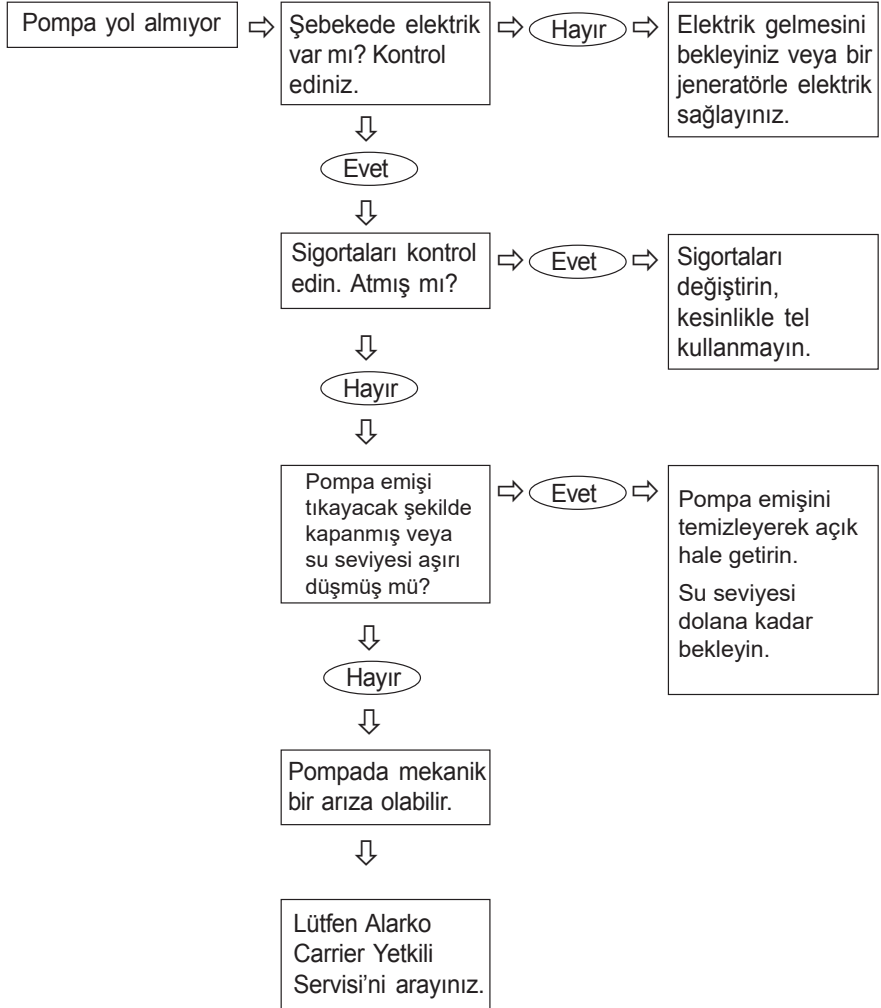 Pompa yol almıyor
Şebekede elektrik
var mı? Kontrol
ediniz.
Hayır
Elektrik gelmesini
bekleyiniz veya bir
jeneratörle elektrik
sağlayınız.
Evet
Sigortaları kontrol
edin. Atmış mı?
Evet
Sigortaları
değiştirin,
kesinlikle tel
kullanmayın.
Hayır
Pompa emişi
tıkayacak şekilde
kapanmış veya
su seviyesi aşırı
düşmüş mü?
Evet
Pompa emişini
temizleyerek açık
hale getirin.
Su seviyesi
dolana kadar
bekleyin.
Hayır
Pompada mekanik
bir arıza olabilir.
Lütfen Alarko
Carrier Yetkili
Servisi’ni arayınız.